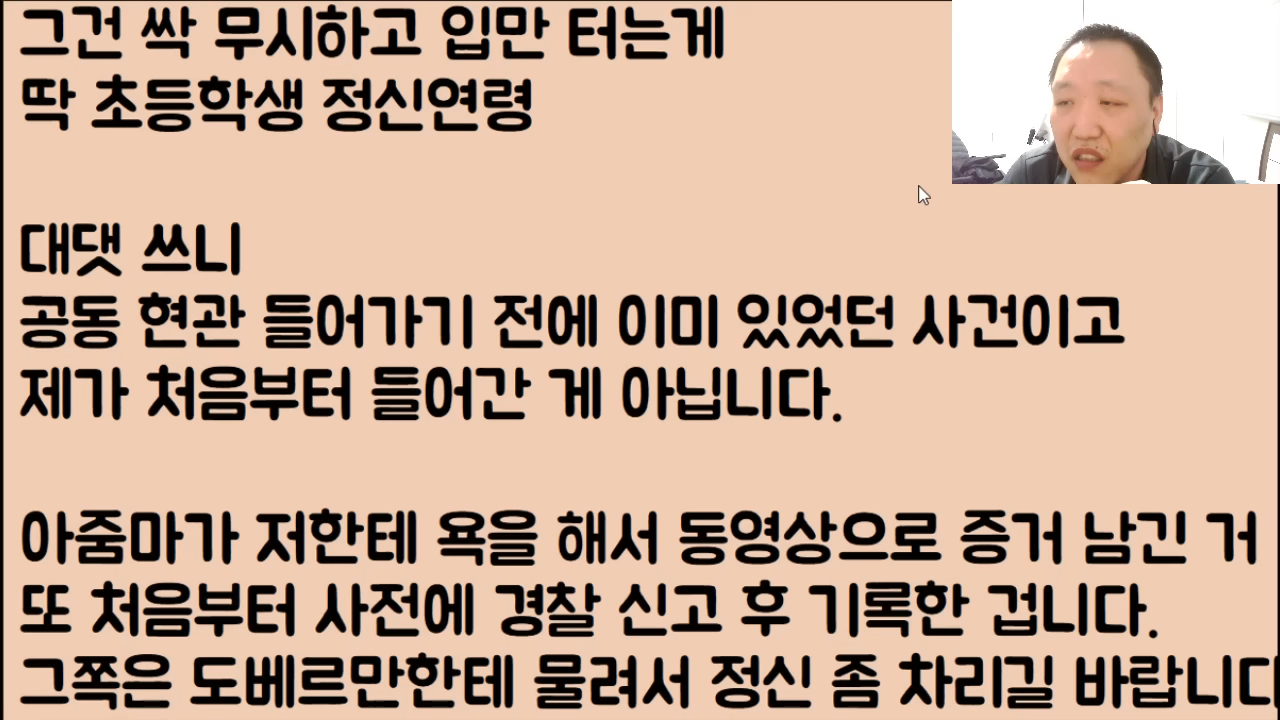 그건 싹 무시하고 입만 터는게
딱 초등학생 정신연령
대댓 쓰니
공동 현관 들어가기 전에 이미 있었던 사건이고
제가 처음부터 들어간 게 아닙니다.
아줌마가 저한테 욕을 해서 동영상으로 증거 남긴 거
또 처음부터 사전에 경찰 신고 후 기록한 겁니다.
그쪽은 도베르만한테 물려서 정신 좀 차리길 바랍니다